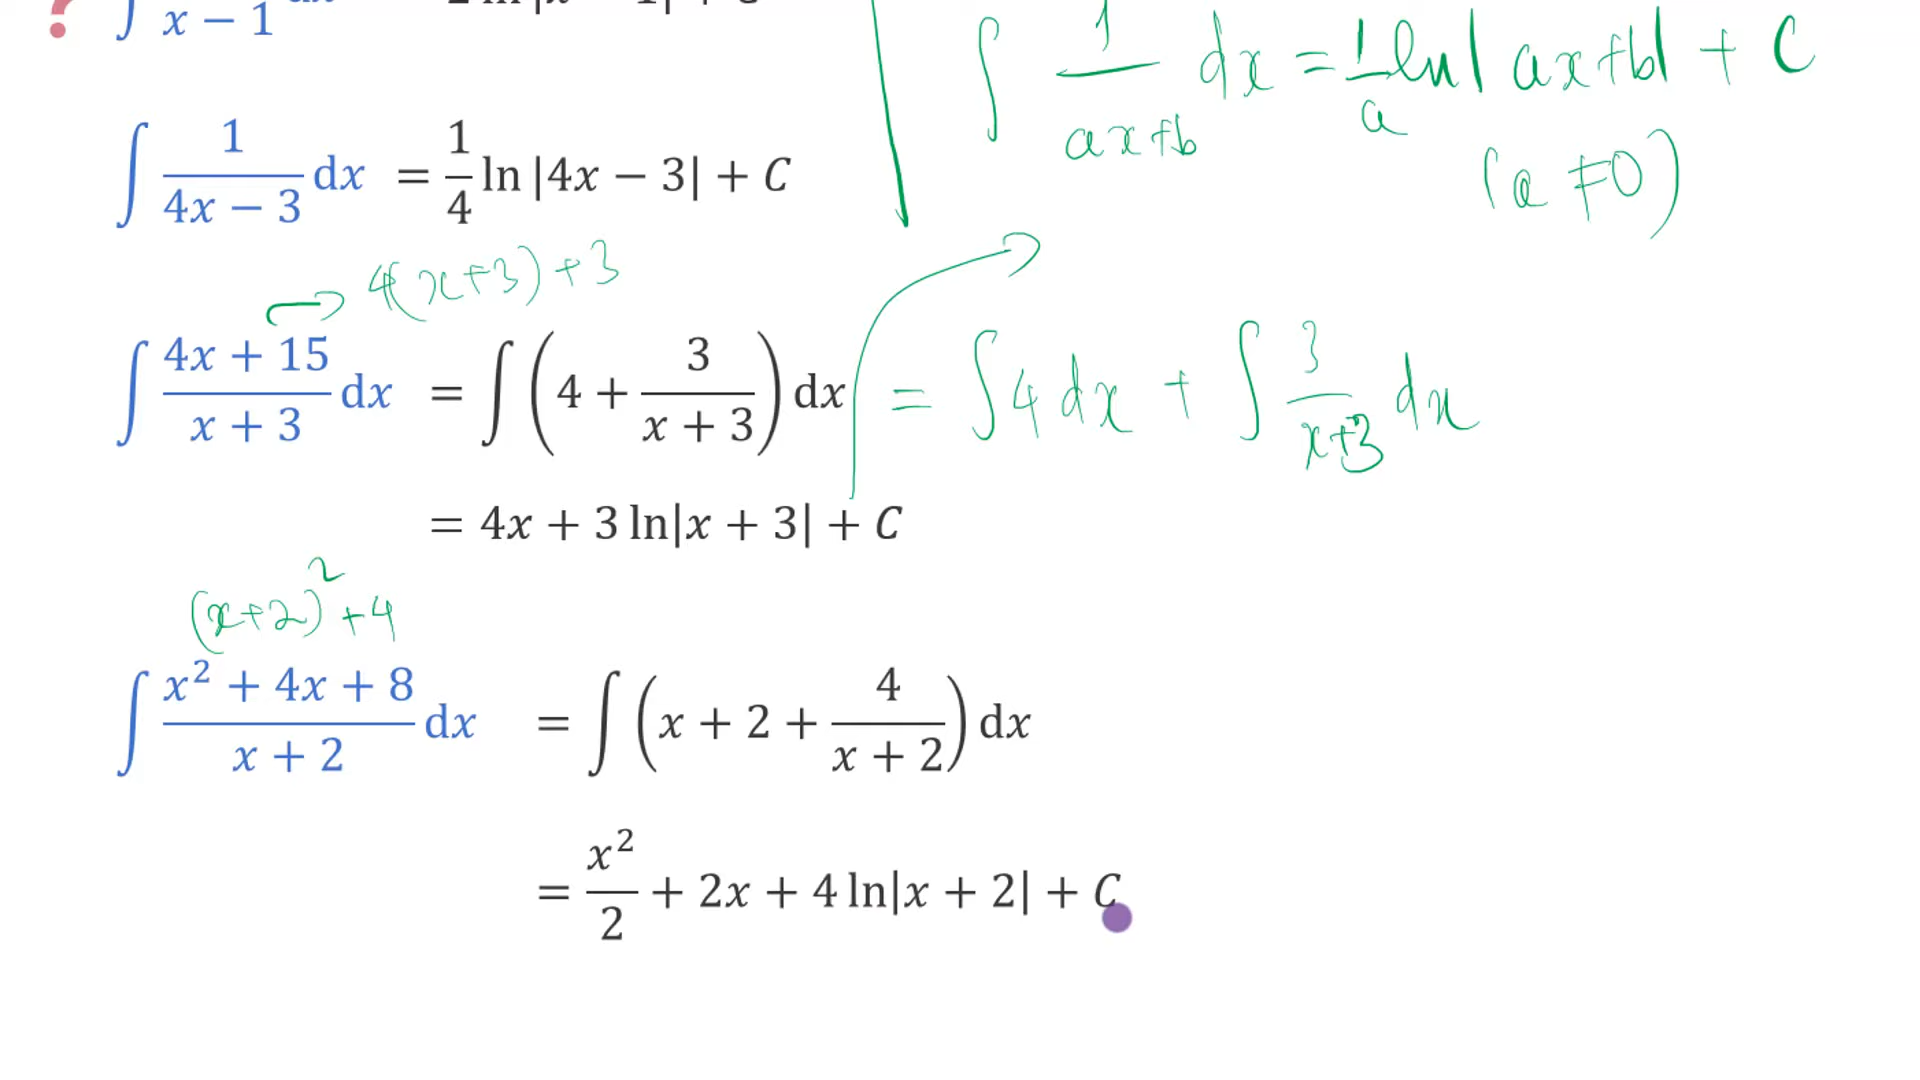 ?
∫ 1/(4x − 3) dx = 1/4 ln |4x − 3| + C
∫ 1/(ax+b) dx = 1/a ln | ax+b| + C
(a ≠ 0)
4(x+3)+3
∫ (4x + 15)/(x + 3) dx = ∫ (4 + 3/(x + 3)) dx = ∫4 dx + ∫ 3/(x+3) dx
= 4x + 3 ln|x + 3| + C
(x+2)² +4
∫ (x² + 4x + 8)/(x + 2) dx = ∫ (x + 2 + 4/(x + 2)) dx
= x²/2 + 2x + 4 ln|x + 2| + C